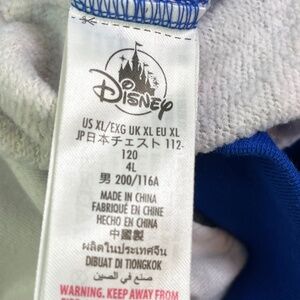 Disney
US XL/EXG UK XL EU XL
JP日本チェスト 112-
120
4L
男 200/116A
MADE IN CHINA
FABRIQUÉ EN CHINE
HECHO EN CHINA
中國製
ผลิตในประเทศจีน
DIBUAT DI TIONGKOK
صنع في الصين
WARNING. KEEP AWAY FROM